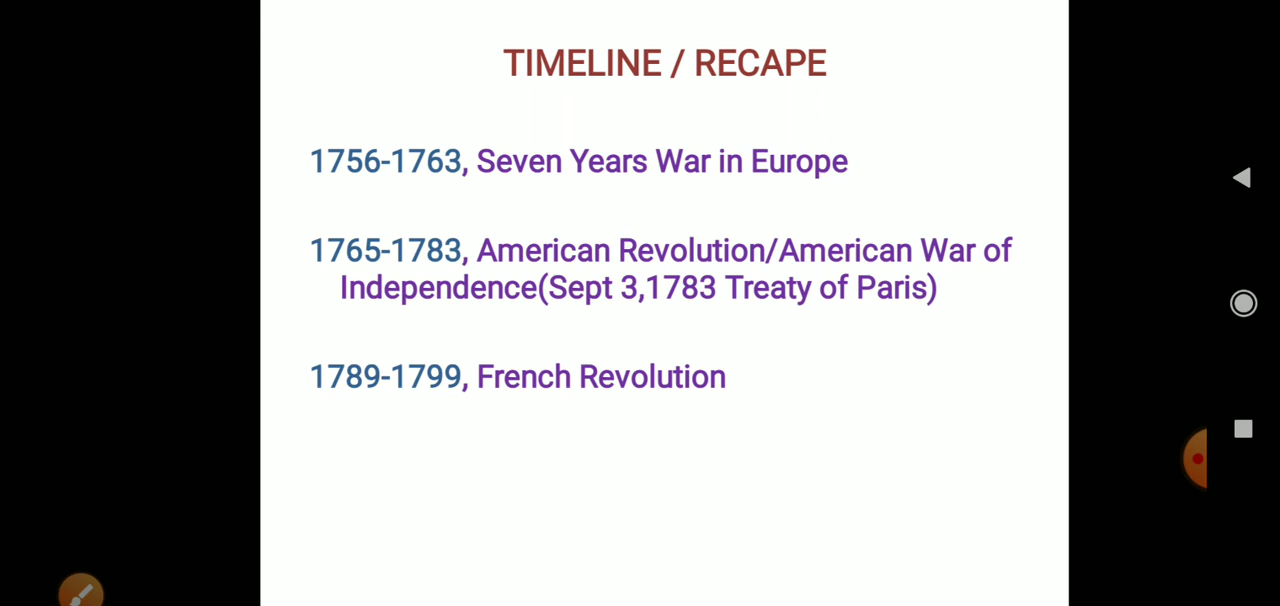 TIMELINE / RECAPE
1756-1763, Seven Years War in Europe
1765-1783, American Revolution/American War of
Independence(Sept 3,1783 Treaty of Paris)
1789-1799, French Revolution